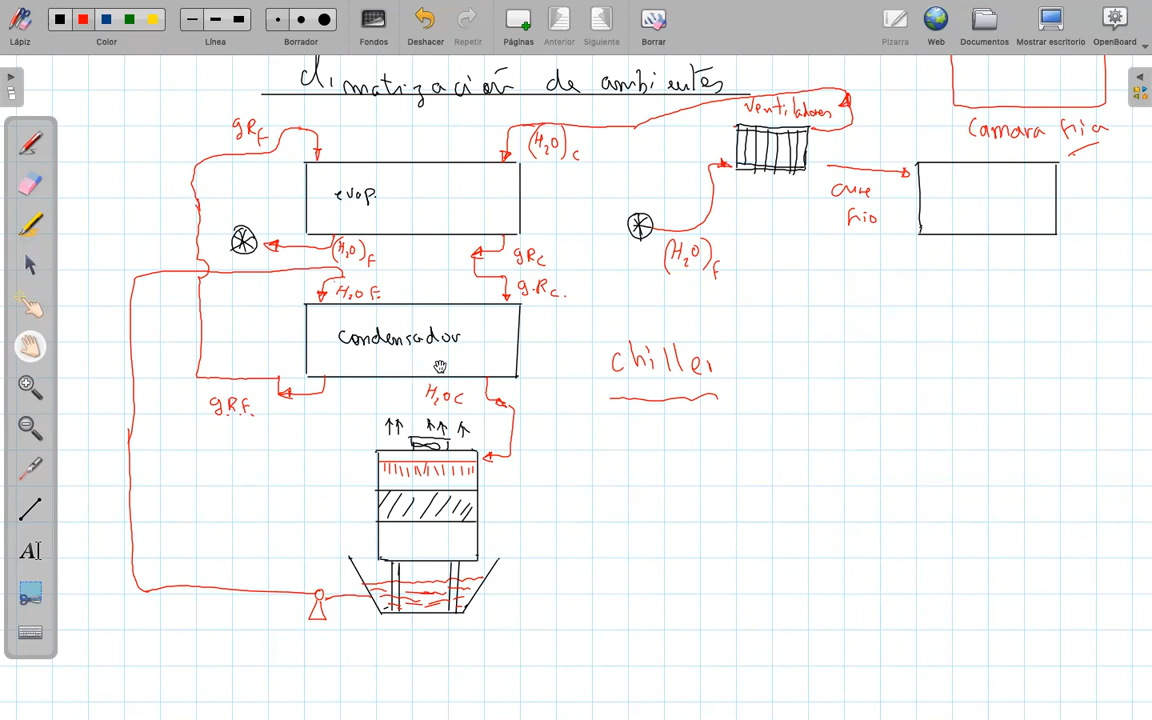 Lápiz
Color
Línea
Borrador
Fondos
Deshacer
Repetir
Páginas
Anterior
Siguiente
Borrar
Pizarra
Web
Documentos
Mostrar escritorio
OpenBoard
climatización de ambientes
ventiladores
Camara fria
gRf
(H2O)c
evap.
aire
frio
(H2O)f
gRc
(H2O)f
H2O F.
g.Rc.
condensador
chiller
H2O C
g.R.F.